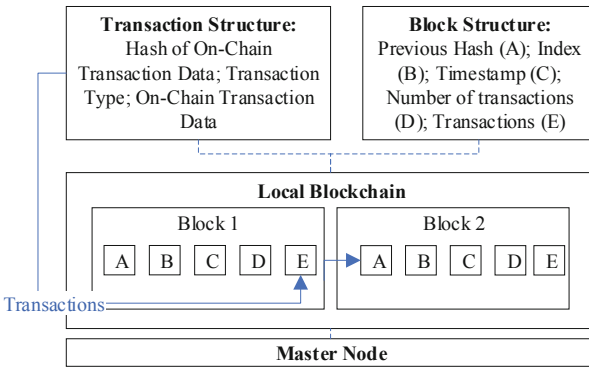 Transaction Structure:
Hash of On-Chain
Transaction Data; Transaction
Type; On-Chain Transaction
Data
Block Structure:
Previous Hash (A); Index
(B); Timestamp (C);
Number of transactions
(D); Transactions (E)
Local Blockchain
Block 1
A B C D E
Block 2
A B C D E
Transactions
Master Node